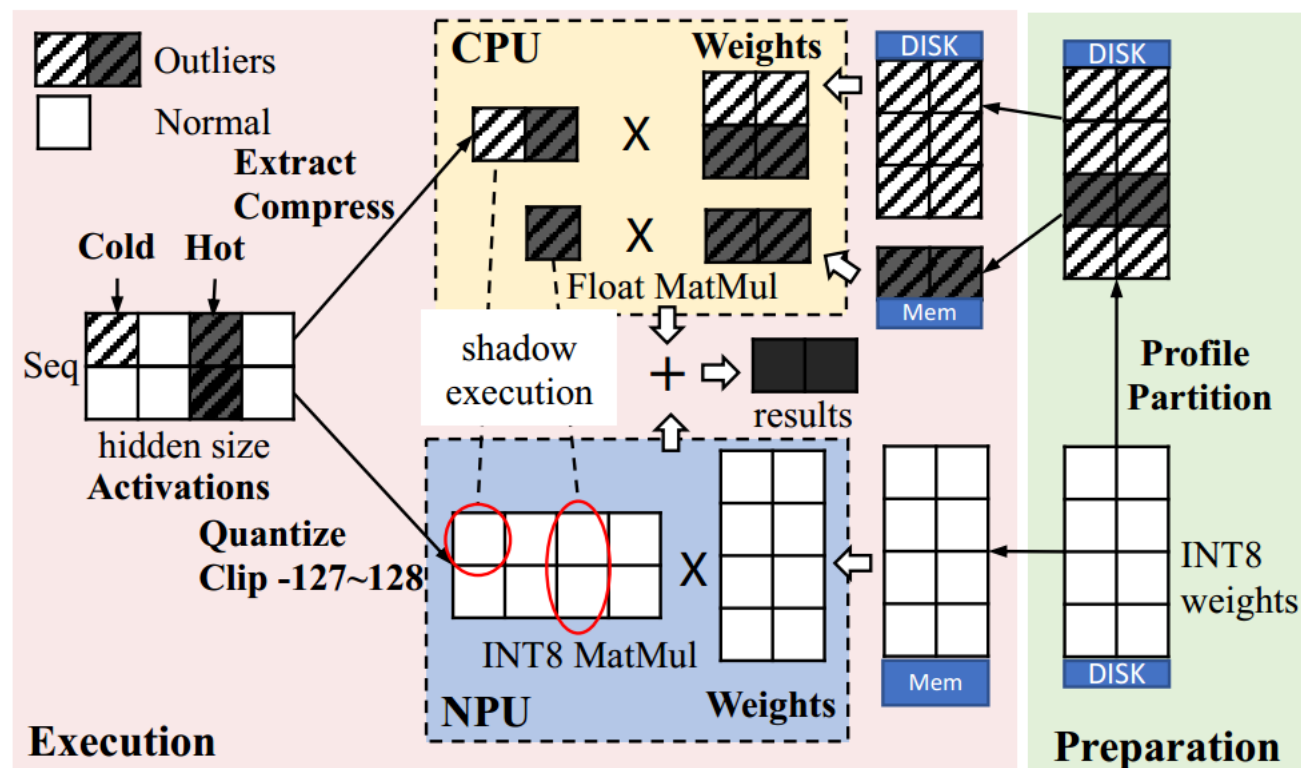 Outliers
Normal
Extract
Compress
Cold
Hot
Seq
hidden size
Activations
Quantize
Clip -127~128
Execution
CPU
Weights
X
X
Float MatMul
shadow
execution
+
results
X
INT8 MatMul
NPU
Weights
DISK
Mem
Mem
DISK
Profile
Partition
INT8
weights
DISK
Preparation